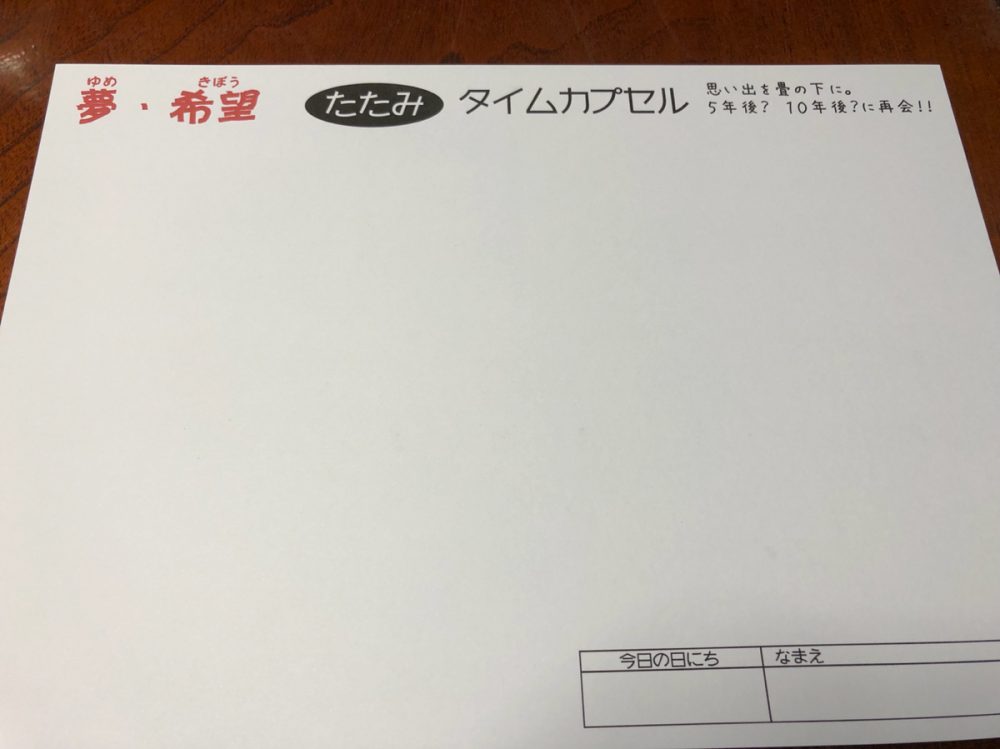 ゆめ きぼう
夢・希望 たたみ タイムカプセル
思い出を畳の下に。
5年後? 10年後?に再会!!
今日の日にち なまえ